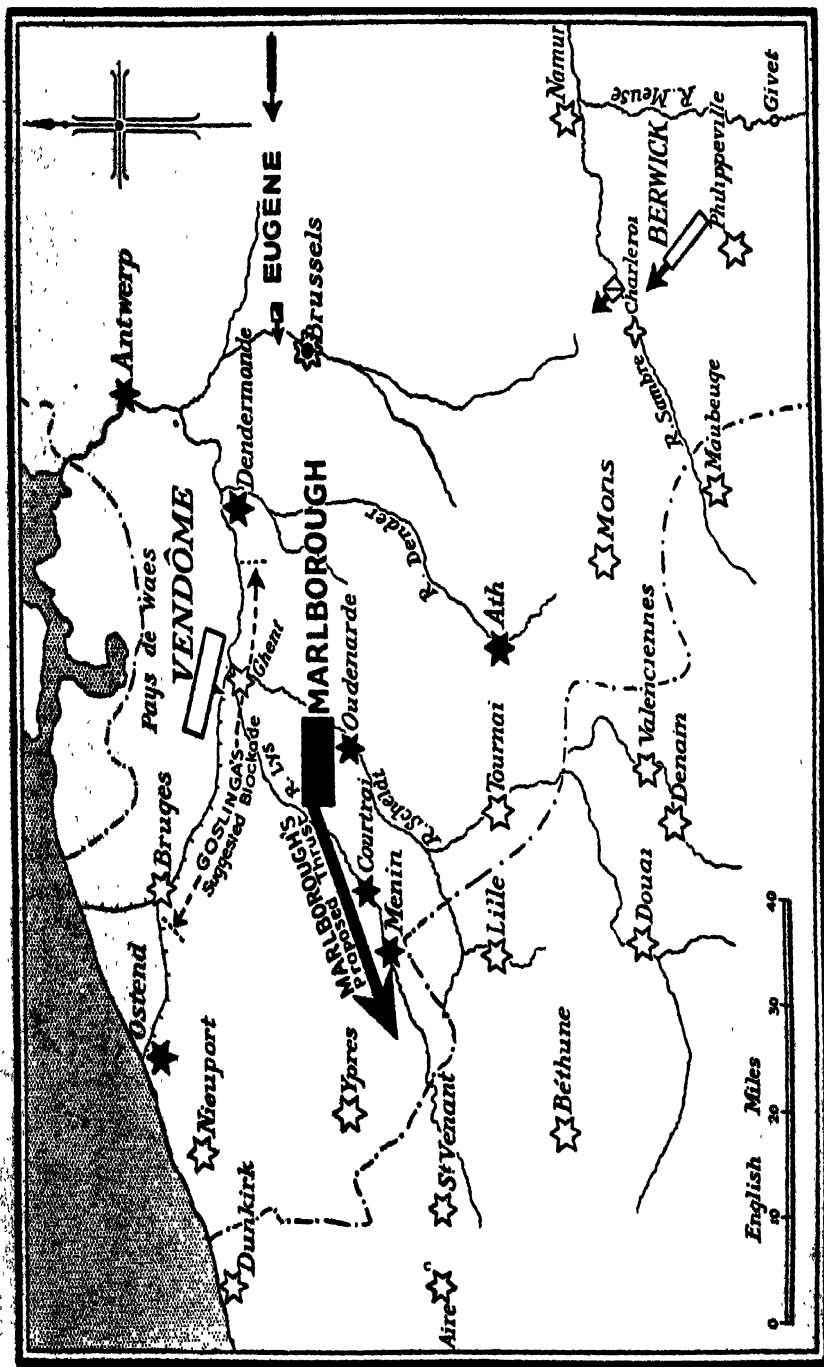 Antwerp
EUGENE
Brussels
Namur
R. Meuse
Givet
BERWICK
Philippeville
Charleroi
R. Sambre
Maubeuge
Dendermonde
Pays de Waes
VENDÔME
Ghent
MARLBOROUGH
Oudenarde
R. Dender
Ath
Mons
Bruges
GOSLINGA'S
Suggested Blockade
R. Lys
MARLBOROUGH'S
Proposed Thrust
Courtrai
R. Scheldt
Tournai
Valenciennes
Denain
Menin
Lille
Douai
Ostend
Nieuport
Ypres
Dunkirk
St Venant
Aire
Béthune
English Miles
0 10 20 30 40